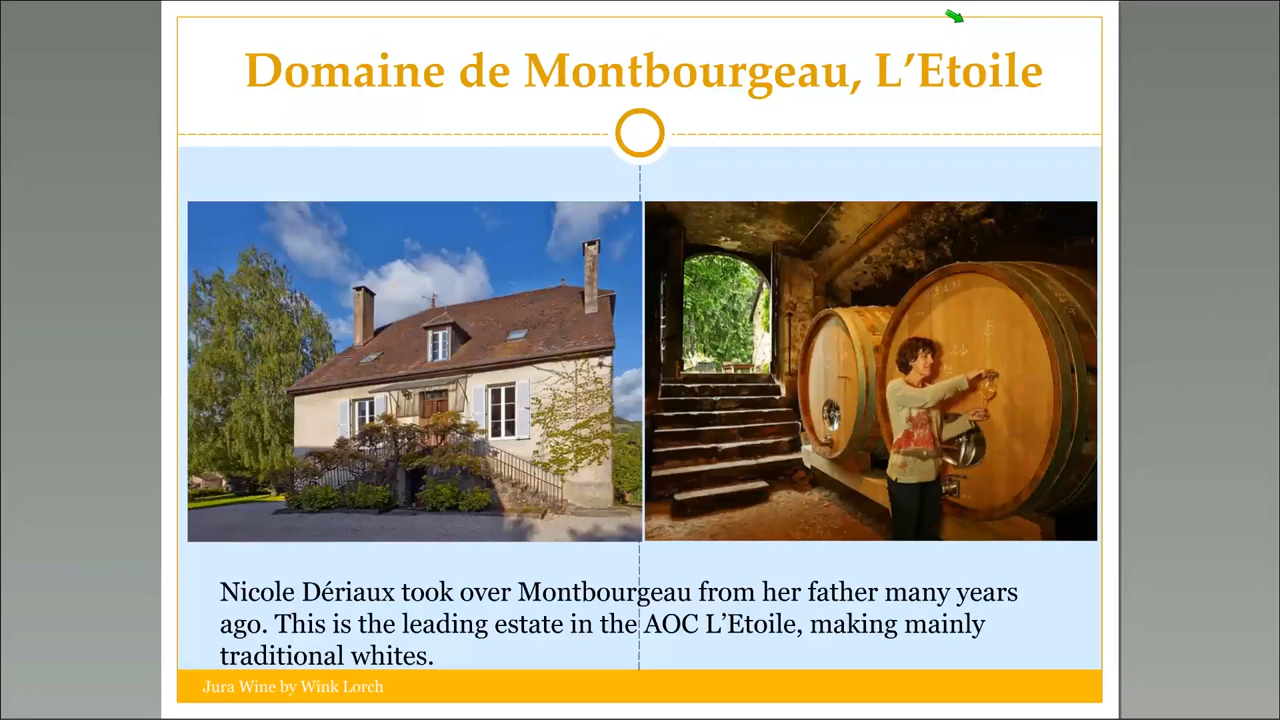 Domaine de Montbourgeau, L’Etoile
Nicole Dériaux took over Montbourgeau from her father many years
ago. This is the leading estate in the AOC L’Etoile, making mainly
traditional whites.
Jura Wine by Wink Lorch